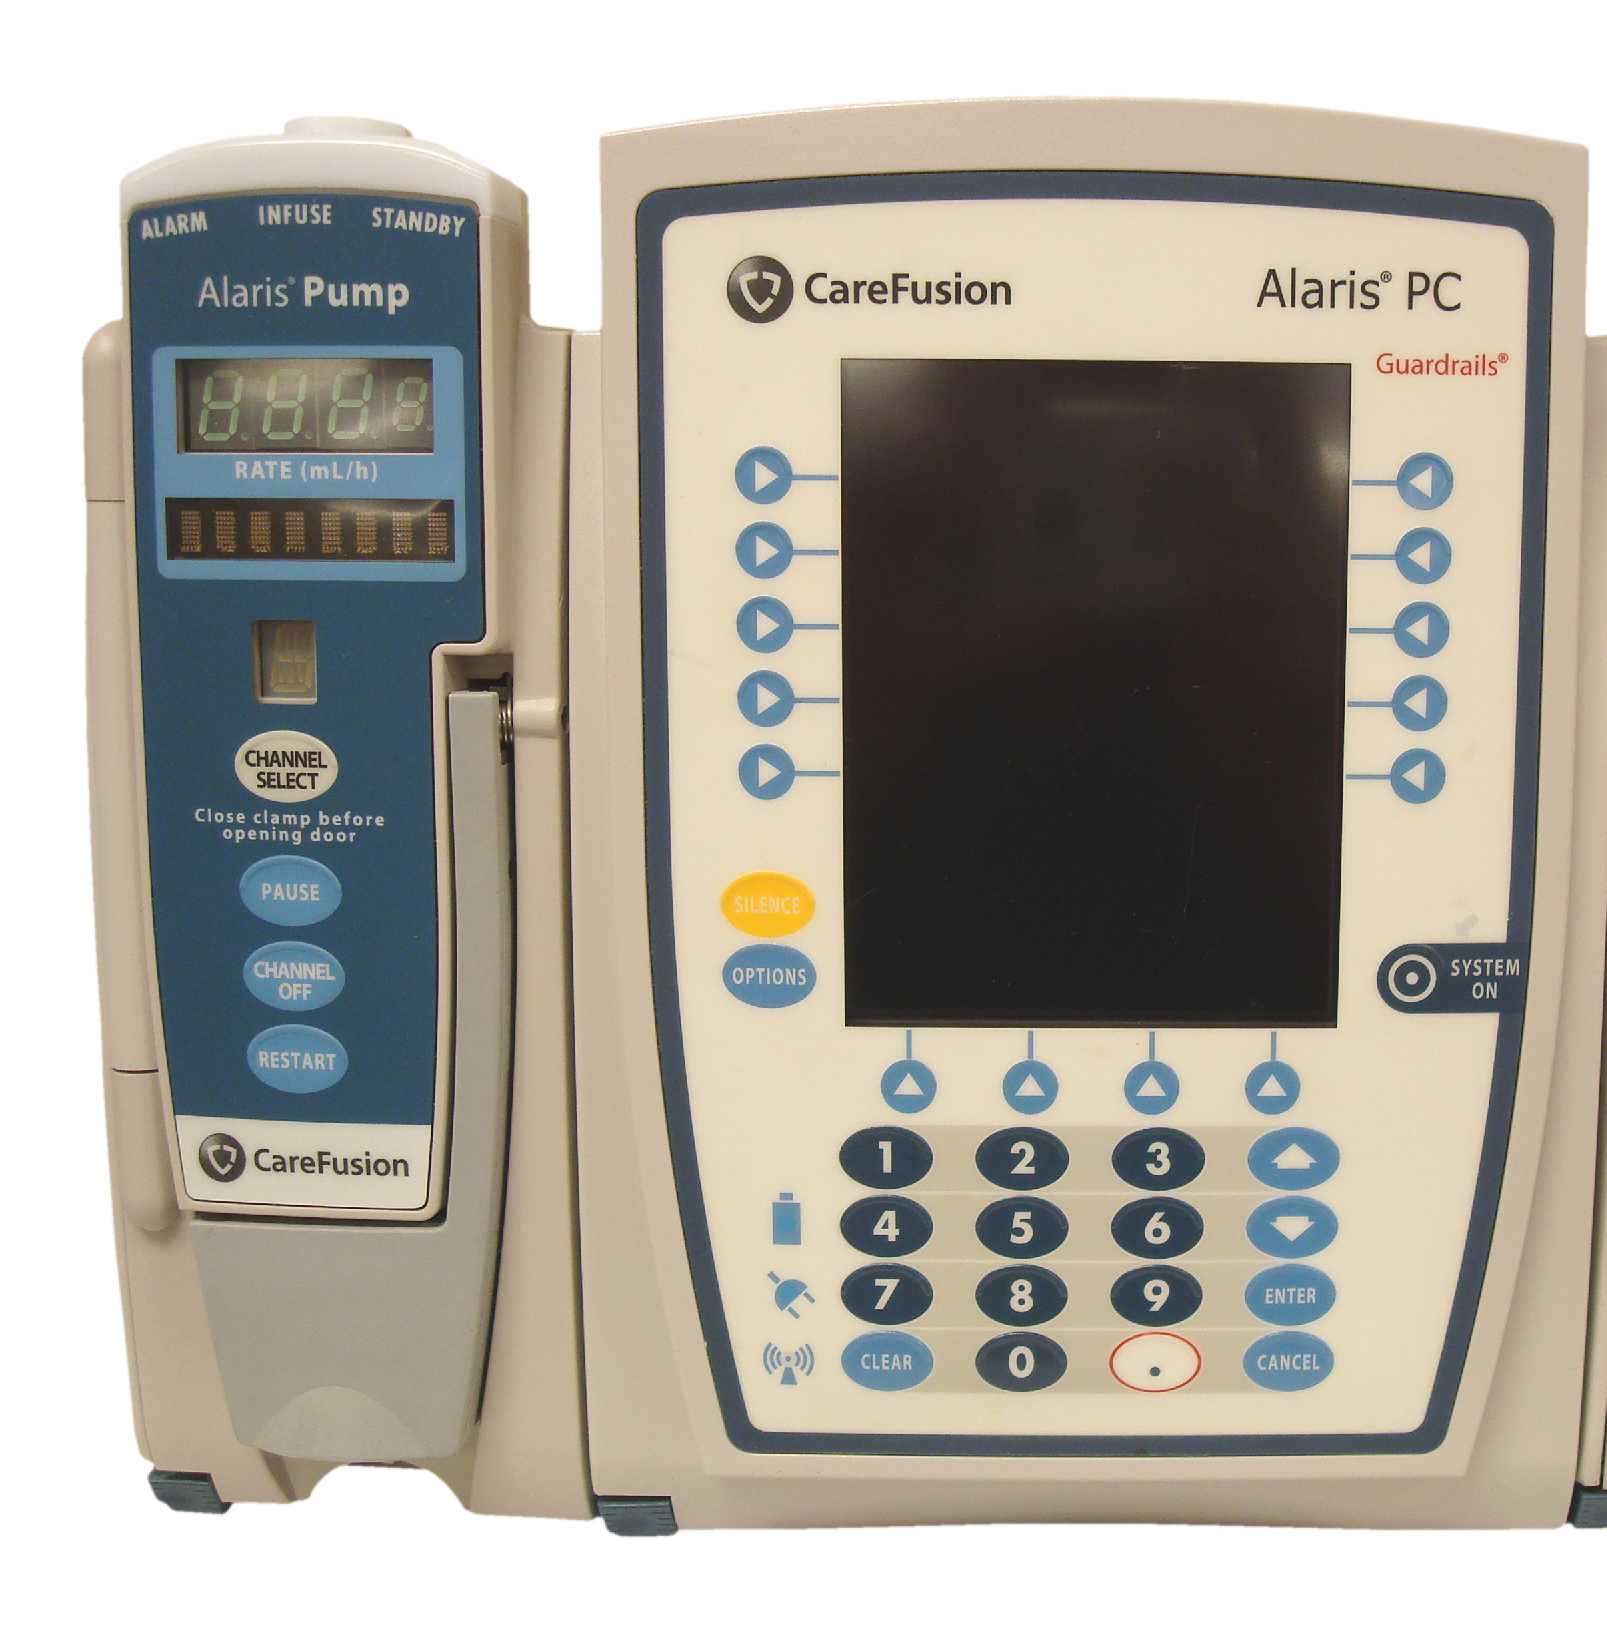 ALARM INFUSE STANDBY
Alaris® Pump
RATE (mL/h)
CHANNEL
SELECT
Close clamp before
opening door
PAUSE
CHANNEL
OFF
RESTART
CareFusion
CareFusion
Alaris® PC
Guardrails®
SILENCE
OPTIONS
SYSTEM
ON
1 2 3
4 5 6
7 8 9 ENTER
CLEAR 0 . CANCEL